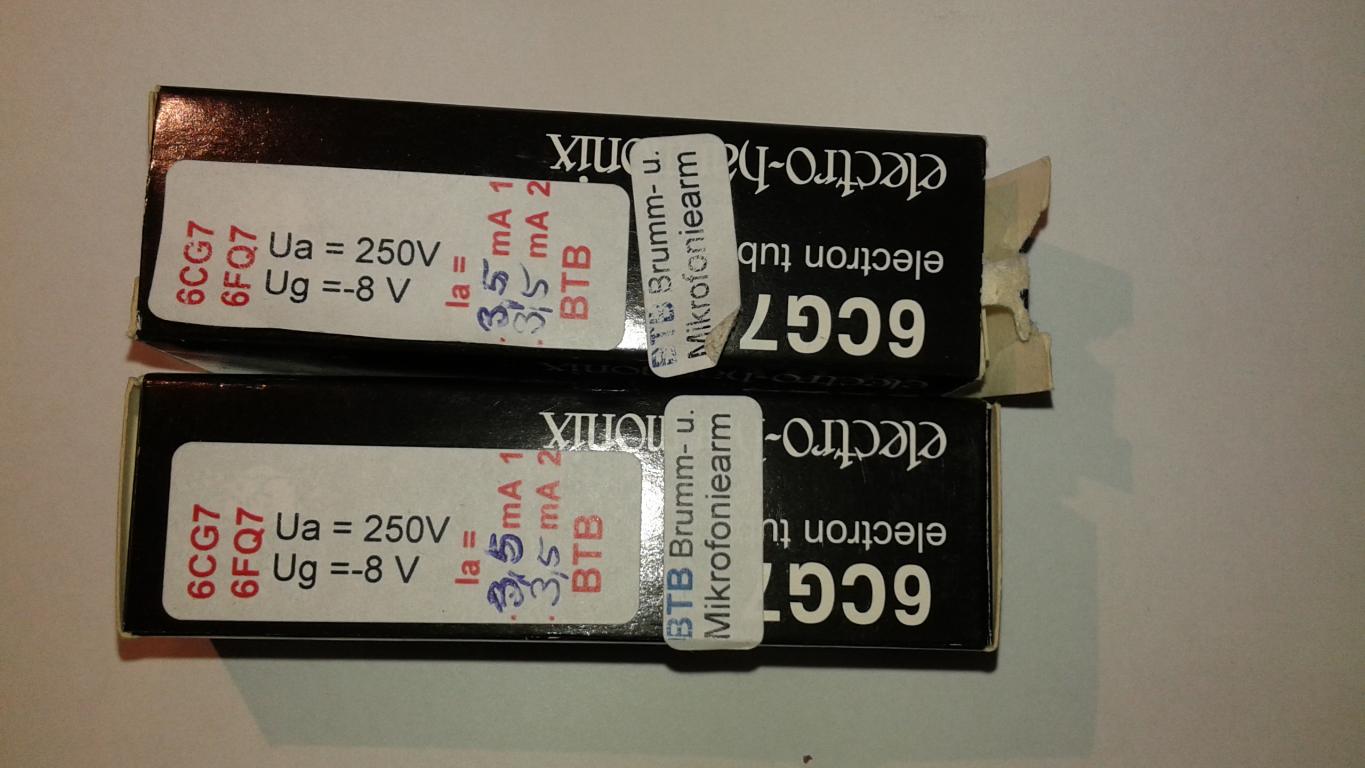 electro-harmonix
electron tub
6CG7
6CG7
6FQ7
Ua = 250V
Ug =-8 V
Ia =
3,5 mA 1
3,5 mA 2
BTB
BTB Brumm- u.
Mikrofoniearm
electro-harmonix
electron tu
6CG7
6CG7
6FQ7
Ua = 250V
Ug =-8 V
Ia =
3,5 mA 1
3,5 mA 2
BTB
BTB Brumm- u.
Mikrofoniearm